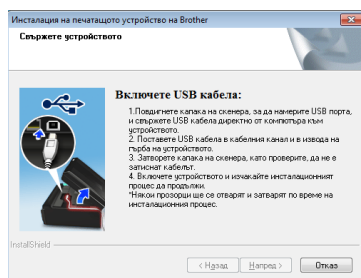 Инсталация на печатащото устройство на Brother
Свържете устройството
Включете USB кабела:
1.Повдигнете капака на скенера, за да намерите USB порта,
и свържете USB кабела директно от компютъра към
устройството.
2. Поставете USB кабела в кабелния канал и в извода на
гърба на устройството.
3. Затворете капака на скенера, като проверите, да не е
затиснат кабелът.
4. Включете устройството и изчакайте инсталационният
процес да продължи.
*Някои прозорци ще се отварят и затварят по време на
инсталационния процес.
InstallShield
< Назад
Напред >
Отказ